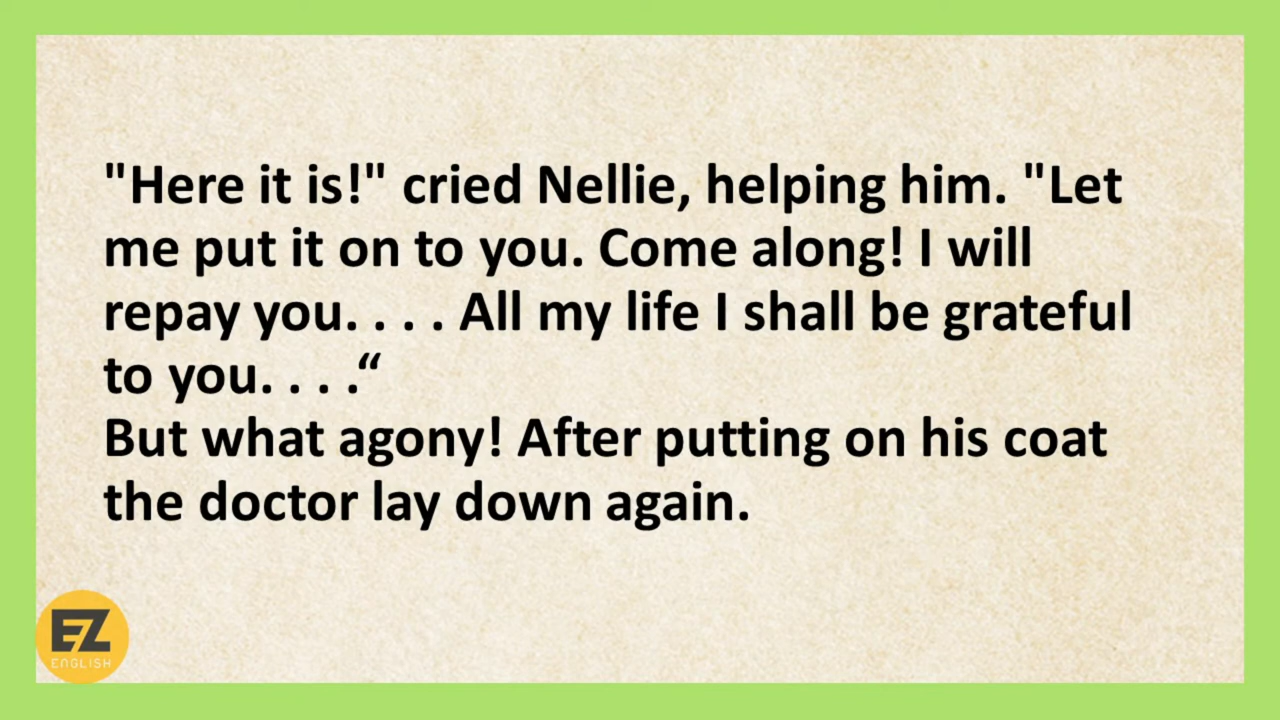 "Here it is!" cried Nellie, helping him. "Let
me put it on to you. Come along! I will
repay you. . . . All my life I shall be grateful
to you. . . .“
But what agony! After putting on his coat
the doctor lay down again.
EZ
ENGLISH